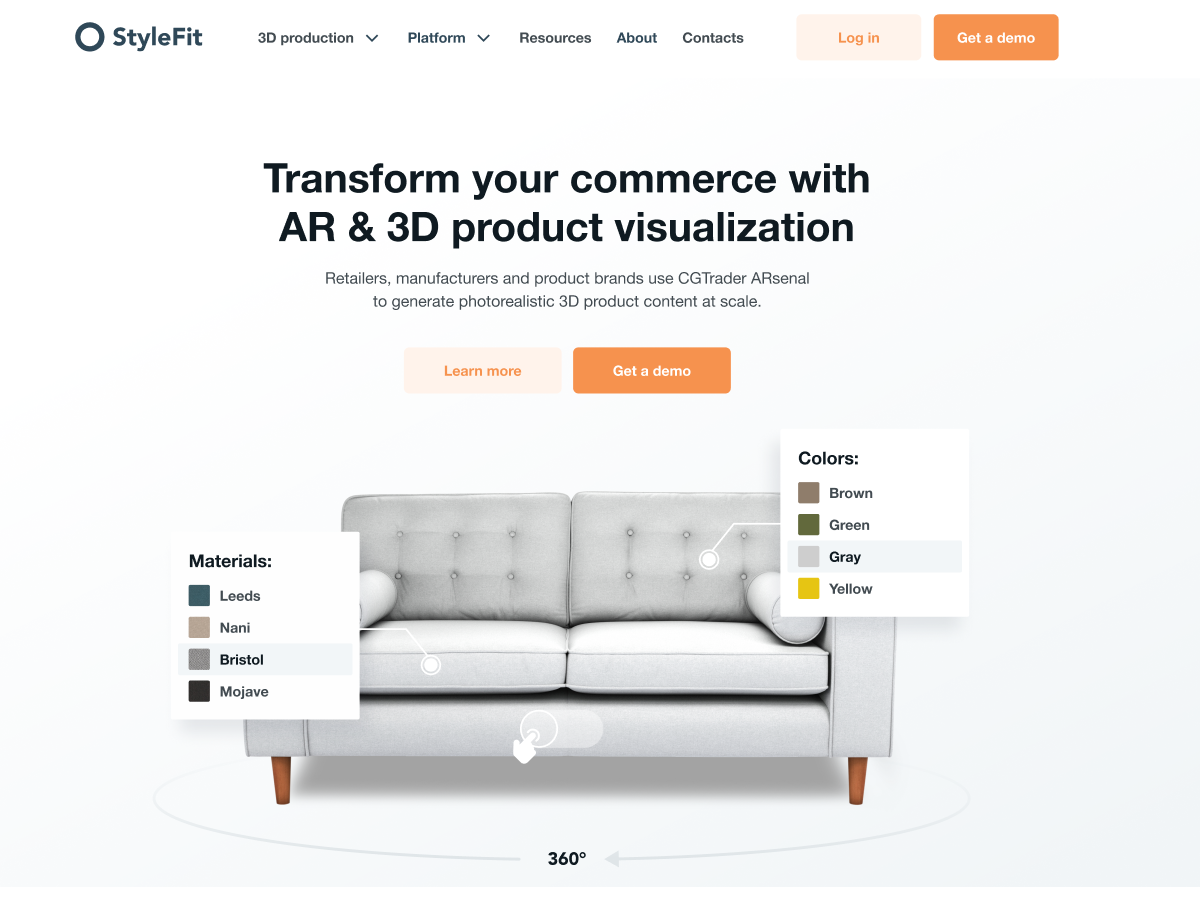 StyleFit
3D production
Platform
Resources
About
Contacts
Log in
Get a demo
Transform your commerce with
AR & 3D product visualization
Retailers, manufacturers and product brands use CGTrader ARsenal
to generate photorealistic 3D product content at scale.
Learn more
Get a demo
Colors:
Brown
Green
Gray
Yellow
Materials:
Leeds
Nani
Bristol
Mojave
360°